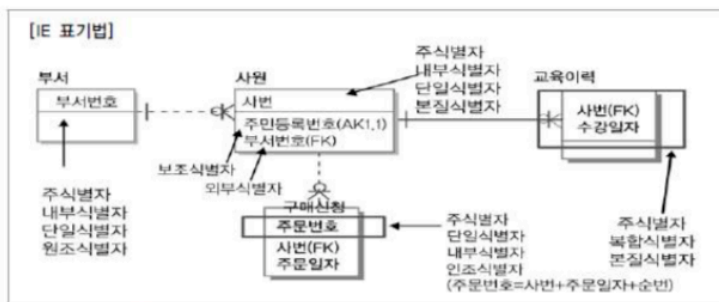 [IE 표기법]
부서
부서번호
주식별자
내부식별자
단일식별자
원조식별자
사원
사번
주민등록번호(AK1,1)
부서번호(FK)
보조식별자
외부식별자
주식별자
내부식별자
단일식별자
본질식별자
교육이력
사번(FK)
수강일자
주식별자
복합식별자
본질식별자
구매신청
주문번호
사번(FK)
주문일자
주식별자
단일식별자
내부식별자
인조식별자
(주문번호=사번+주문일자+순번)